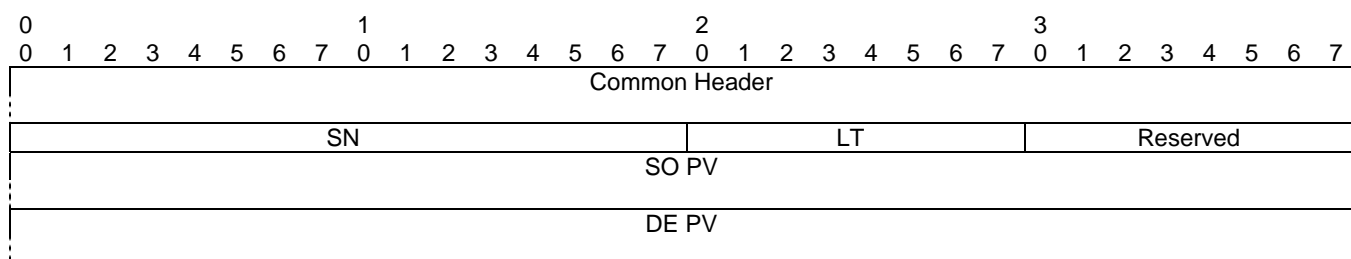 0 1 2 3
0 1 2 3 4 5 6 7 0 1 2 3 4 5 6 7 0 1 2 3 4 5 6 7 0 1 2 3 4 5 6 7
Common Header
SN LT Reserved
SO PV
DE PV